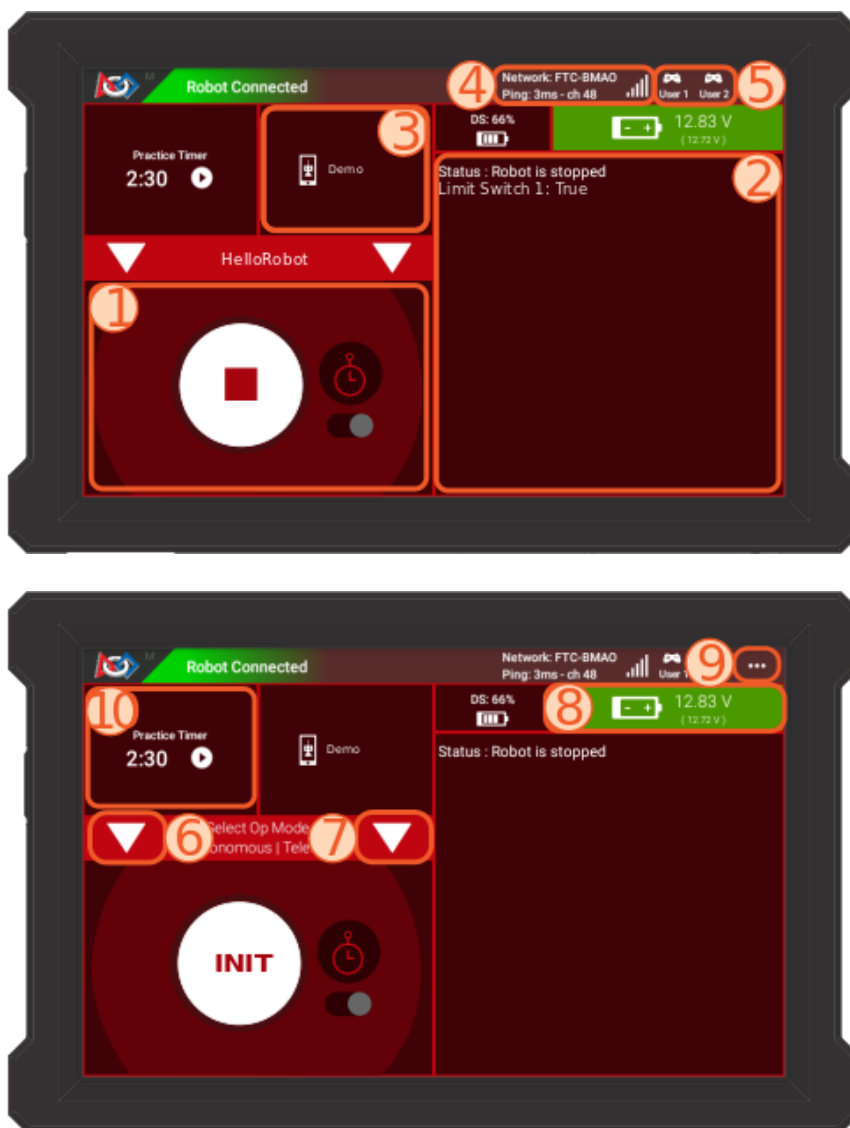 M
Robot Connected
4
Network: FTC-BMAO
Ping: 3ms - ch 48
User 1 User 2
5
Practice Timer
2:30
3
Demo
DS: 66%
12.83 V
(12.72 V)
Status : Robot is stopped
Limit Switch 1: True
2
HelloRobot
1
M
Robot Connected
Network: FTC-BMAO
Ping: 3ms - ch 48
User
9
10
Practice Timer
2:30
Demo
DS: 66%
8
12.83 V
(12.72 V)
Status : Robot is stopped
6
Select Op Mode
onomous | Tele
7
INIT